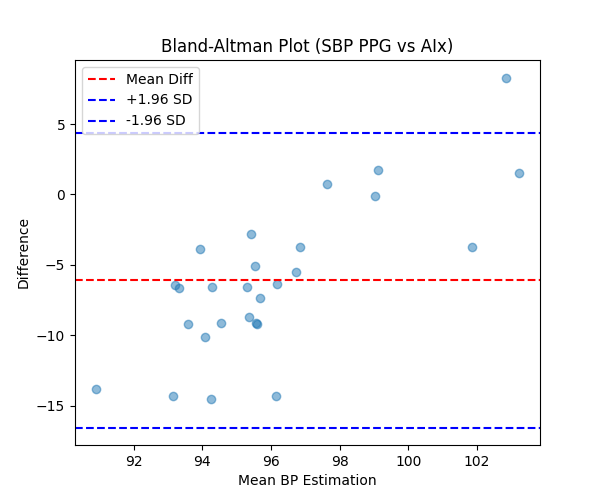 Bland-Altman Plot (SBP PPG vs AIx)
Mean Diff
+1.96 SD
-1.96 SD
Difference
5
0
−5
−10
−15
92 94 96 98 100 102
Mean BP Estimation